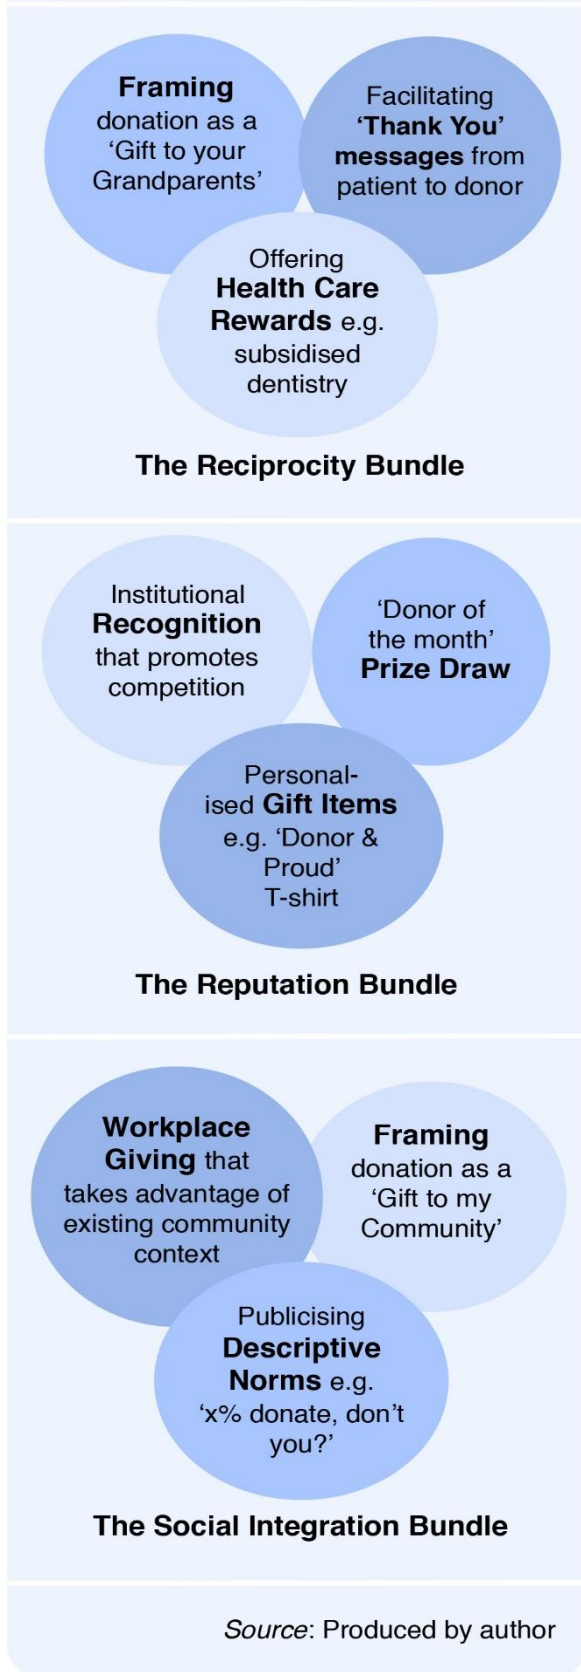 Framing
donation as a
‘Gift to your
Grandparents’
Facilitating
‘Thank You’
messages from
patient to donor
Offering
Health Care
Rewards e.g.
subsidised
dentistry
The Reciprocity Bundle
Institutional
Recognition
that promotes
competition
‘Donor of
the month’
Prize Draw
Personal-
ised Gift Items
e.g. ‘Donor &
Proud’
T-shirt
The Reputation Bundle
Workplace
Giving that
takes advantage of
existing community
context
Framing
donation as a
‘Gift to my
Community’
Publicising
Descriptive
Norms e.g.
‘x% donate, don’t
you?’
The Social Integration Bundle
Source: Produced by author